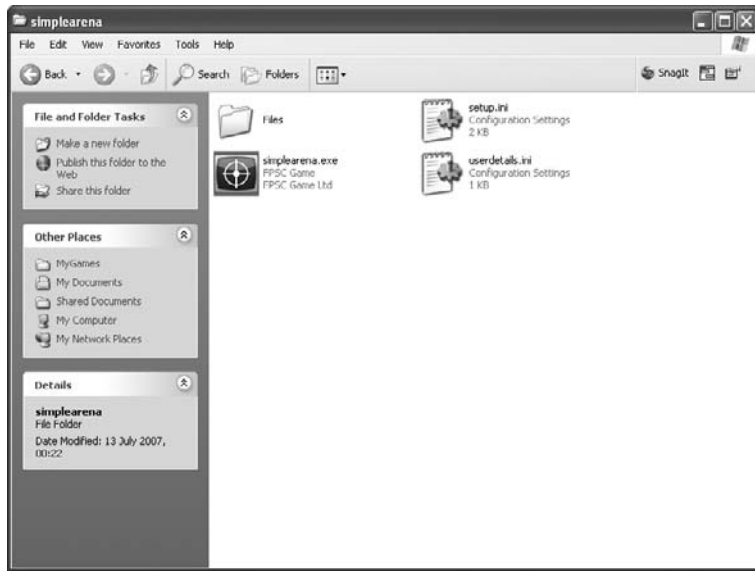 simplearena
File Edit View Favorites Tools Help
Back Search Folders SnagIt
File and Folder Tasks
Make a new folder
Publish this folder to the
Web
Share this folder
Other Places
MyGames
My Documents
Shared Documents
My Computer
My Network Places
Details
simplearena
File Folder
Date Modified: 13 July 2007,
00:22
Files
setup.ini
Configuration Settings
2 KB
simplearena.exe
FPSC Game
FPSC Game Ltd
userdetails.ini
Configuration Settings
1 KB